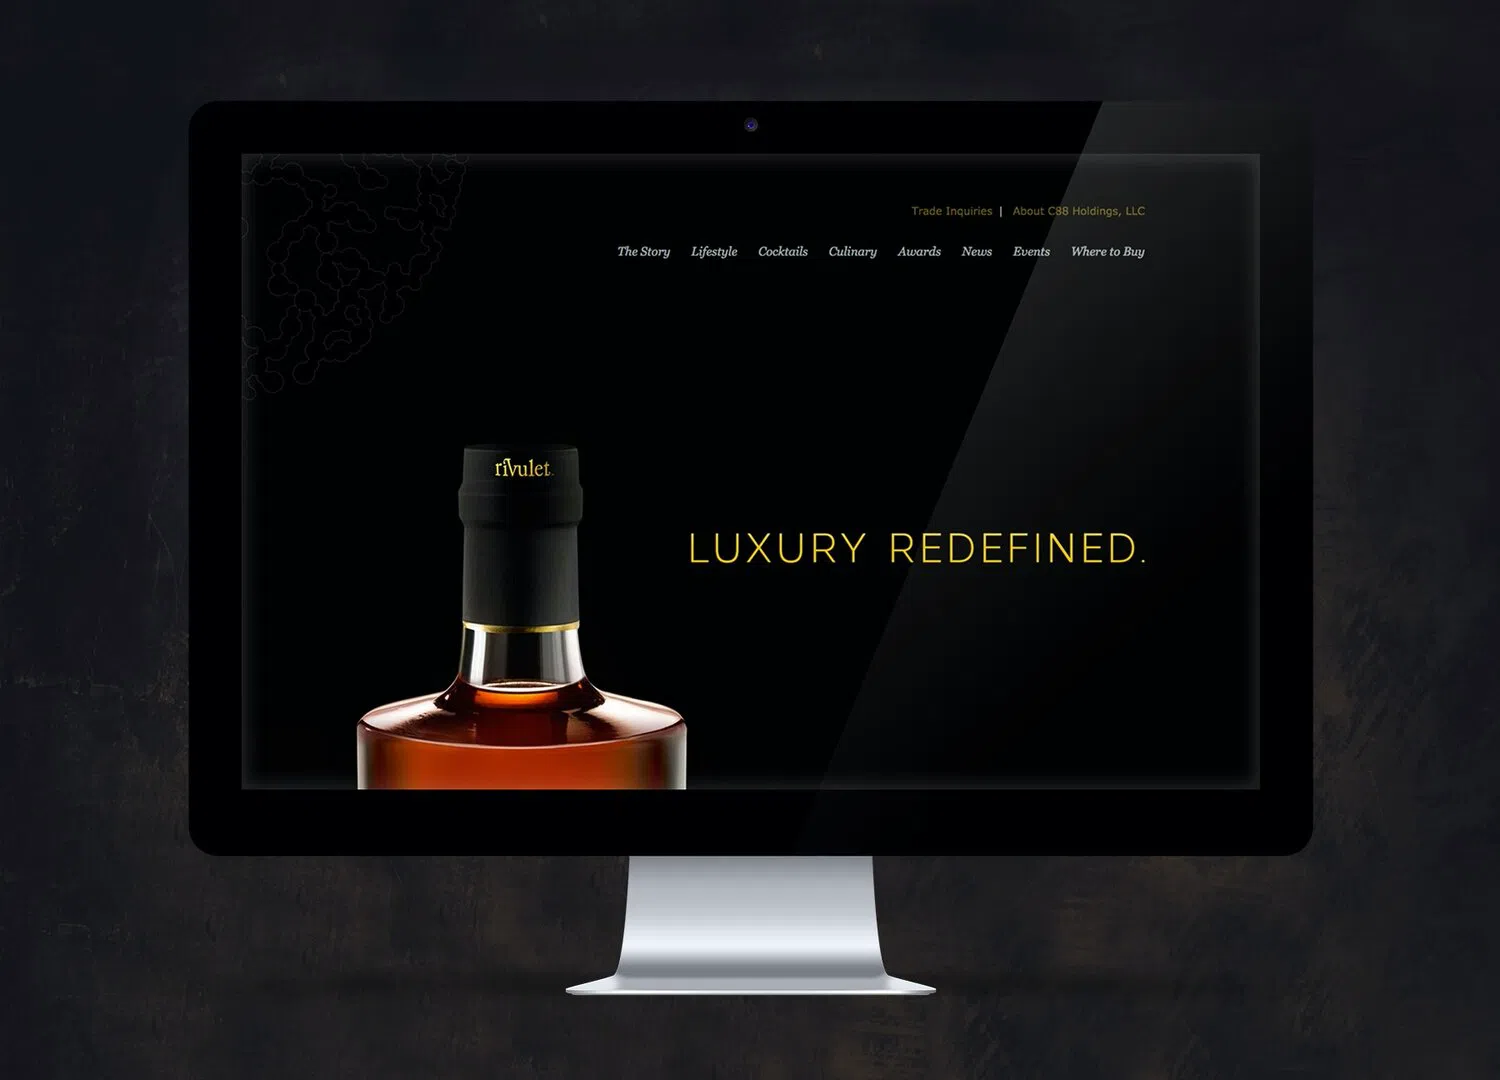 Trade Inquiries | About C88 Holdings, LLC
The Story Lifestyle Cocktails Culinary Awards News Events Where to Buy
rivulet.
LUXURY REDEFINED.